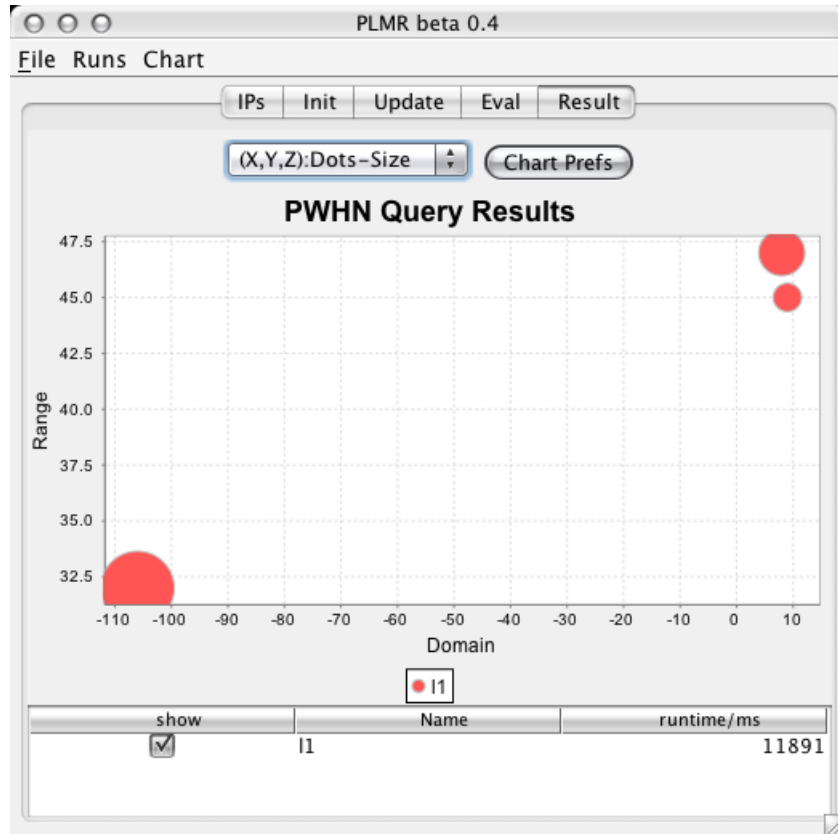 PLMR beta 0.4
File Runs Chart
IPs Init Update Eval Result
(X,Y,Z):Dots-Size Chart Prefs
PWHN Query Results
47.5
45.0
42.5
40.0
37.5
35.0
32.5
Range
-110 -100 -90 -80 -70 -60 -50 -40 -30 -20 -10 0 10
Domain
l1
show Name runtime/ms
l1 11891